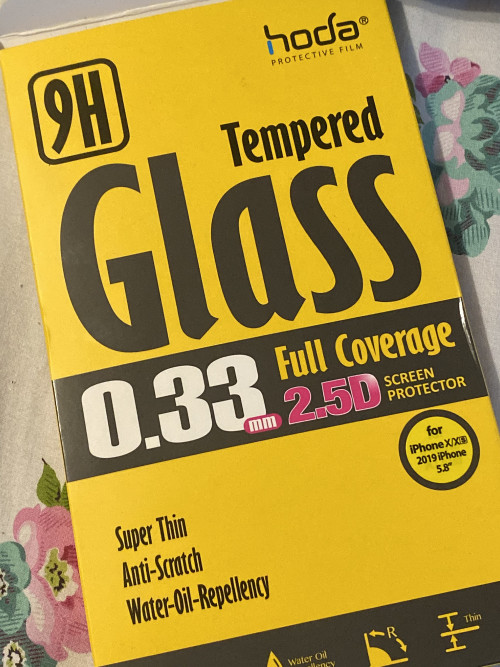 hoda®
PROTECTIVE FILM
9H
Tempered
Glass
0.33mm
Full Coverage
2.5D
SCREEN
PROTECTOR
for
iPhone X/XS
2019 iPhone
5.8"
Super Thin
Anti-Scratch
Water-Oil-Repellency
Water Oil
R
Thin